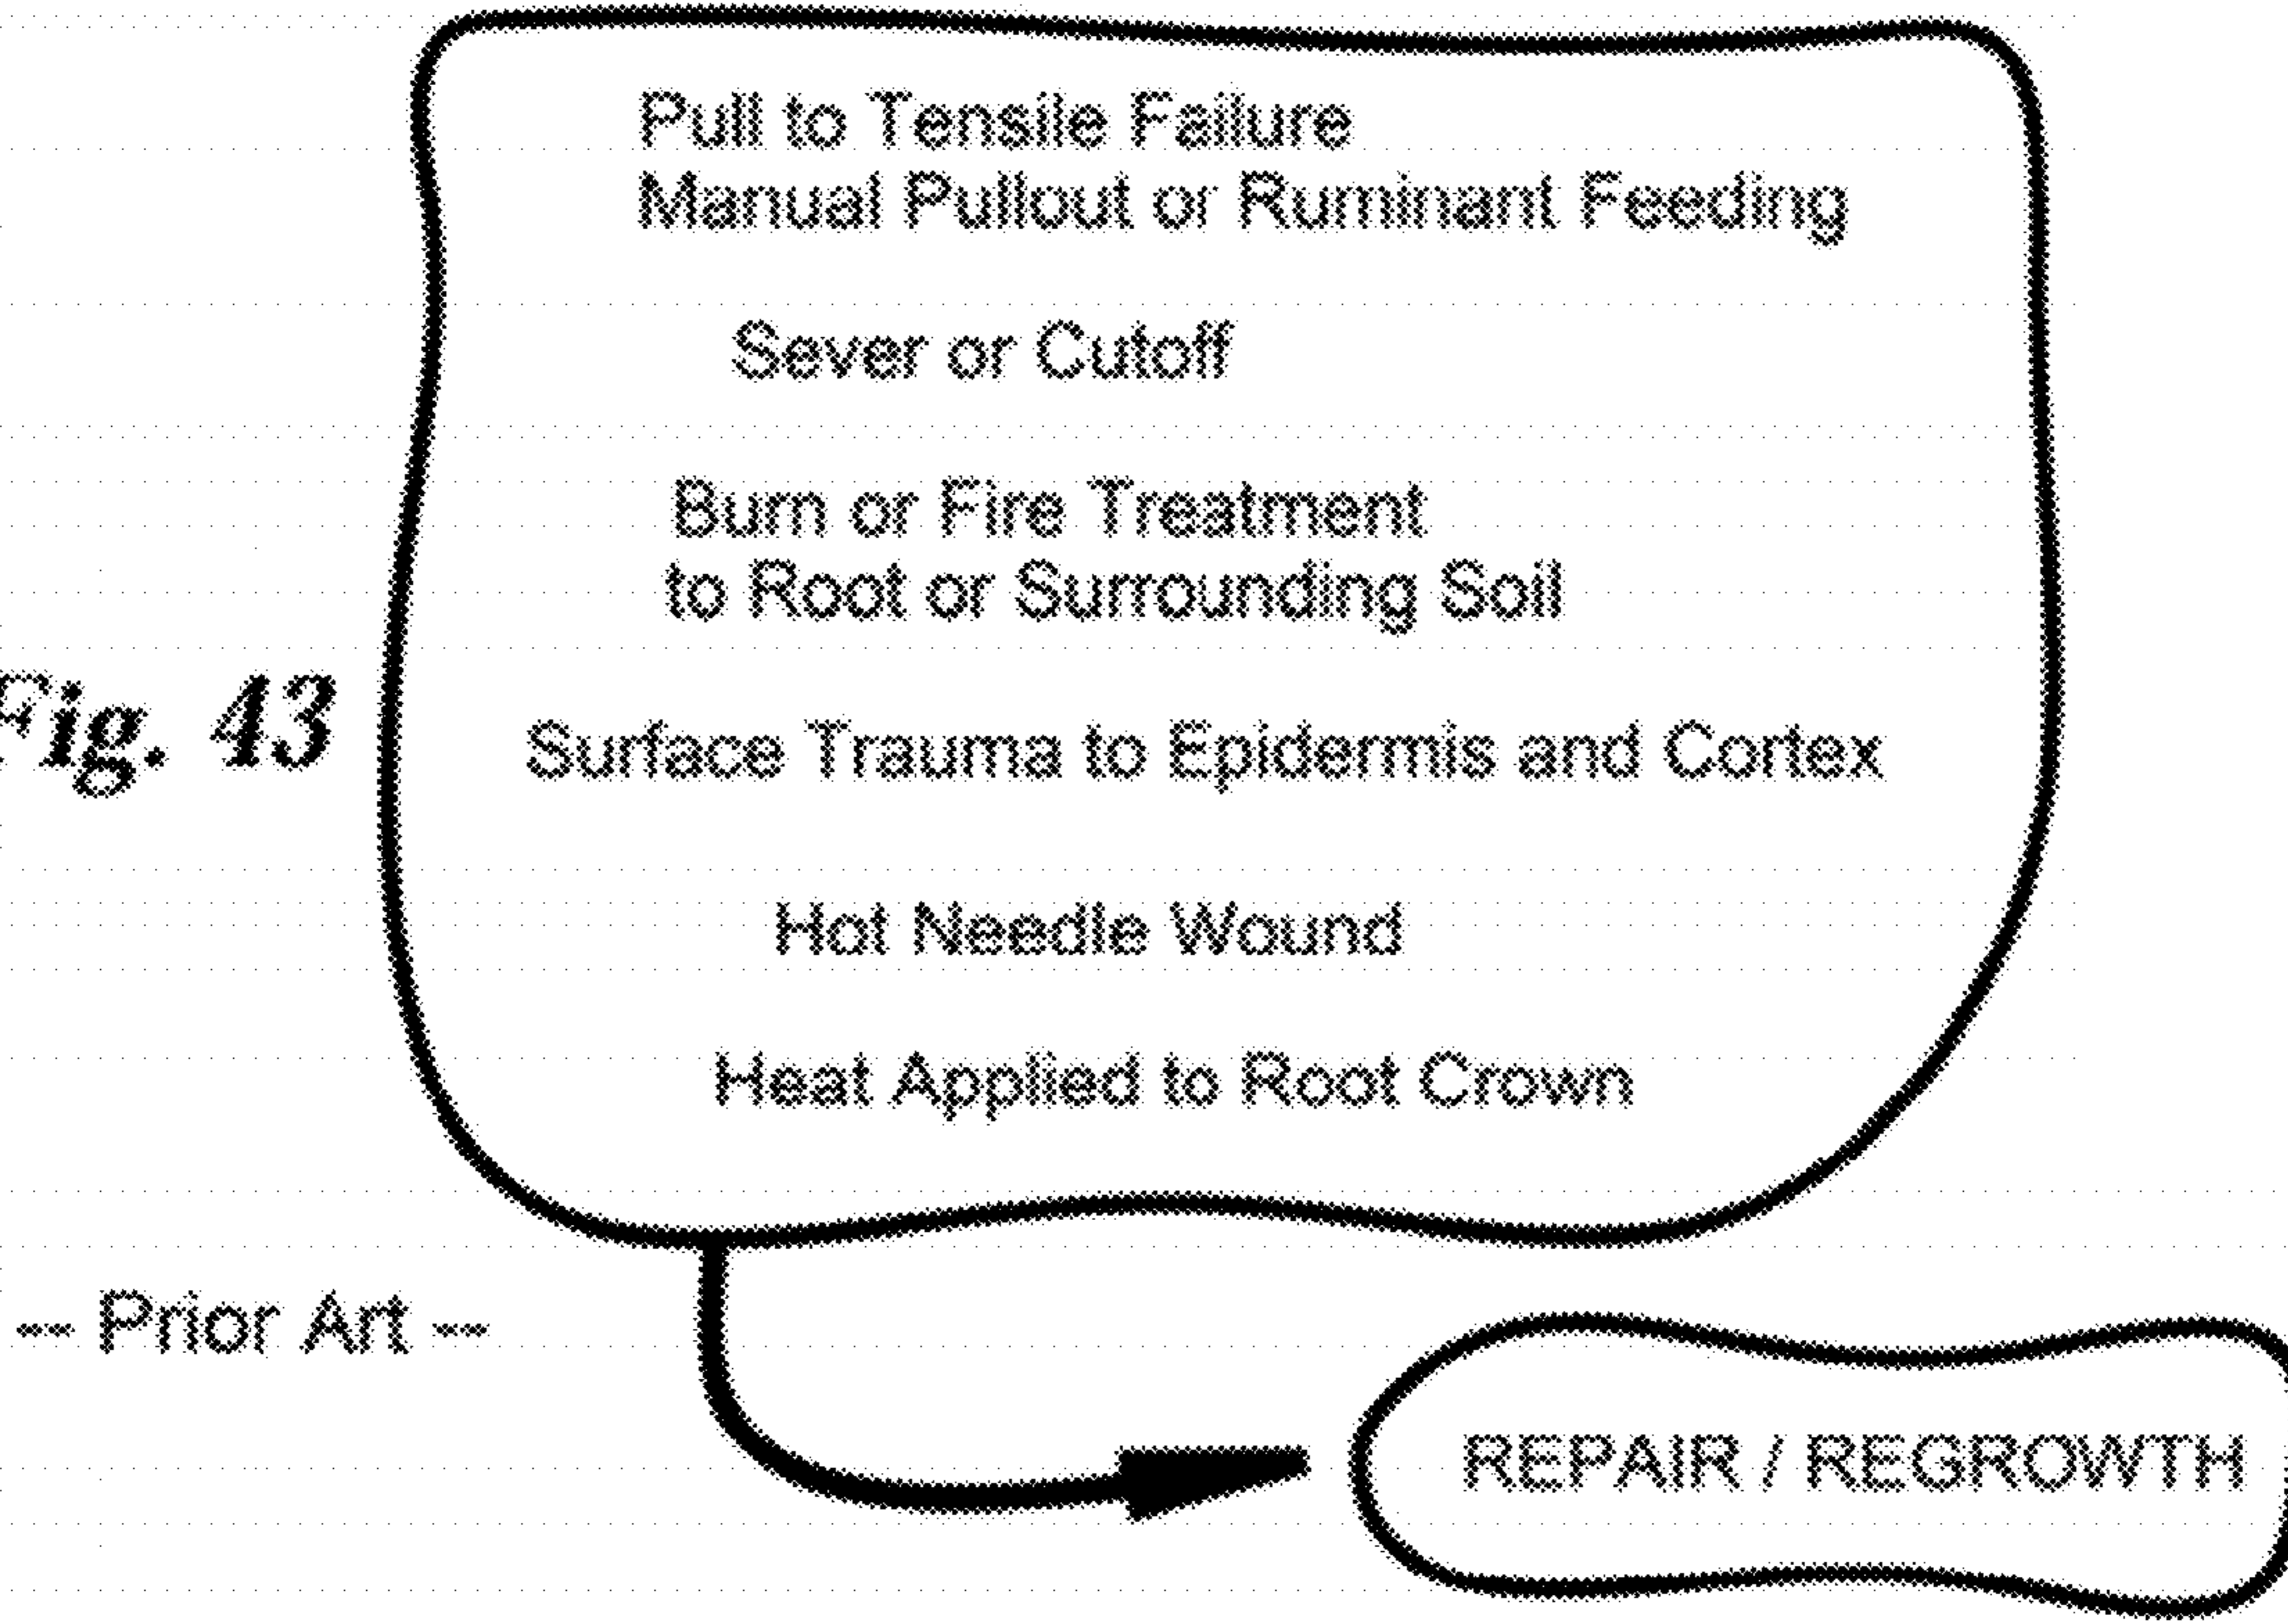 Pull to Tensile Failure
Manual Pullout or Ruminant Feeding
Sever or Cutoff
Burn or Fire Treatment
to Root or Surrounding Soil
Fig. 43
Surface Trauma to Epidermis and Cortex
Hot Needle Wound
Heat Applied to Root Crown
-- Prior Art --
REPAIR / REGROWTH